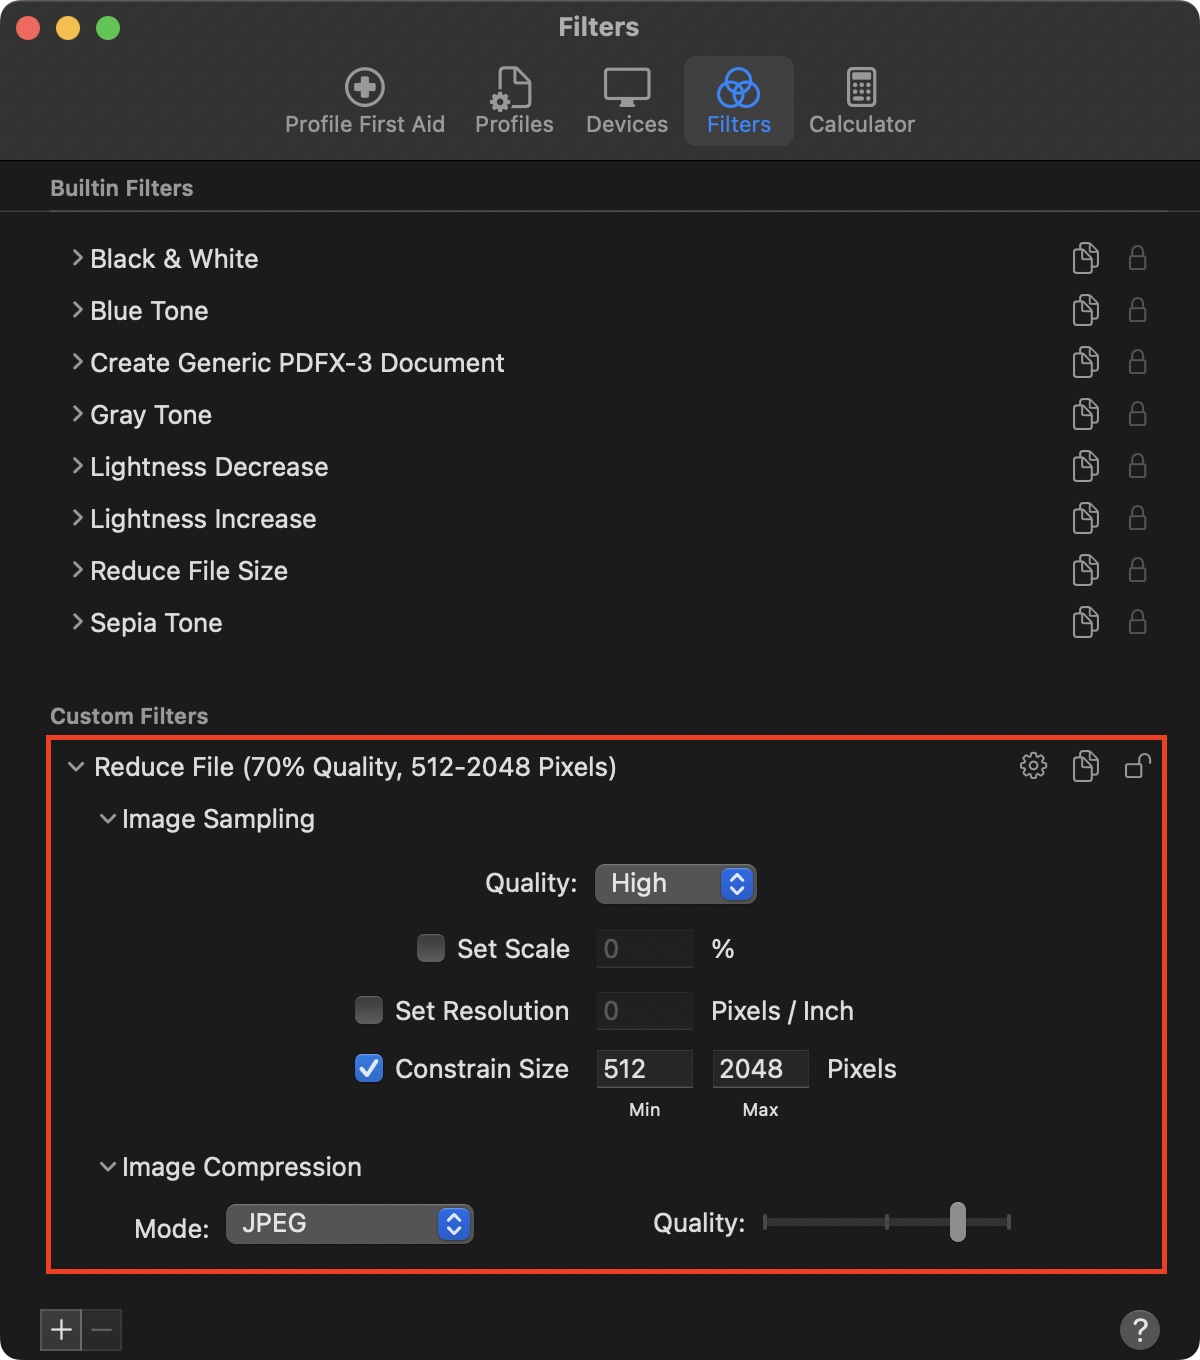 Filters
Profile First Aid Profiles Devices Filters Calculator
Builtin Filters
Black & White
Blue Tone
Create Generic PDFX-3 Document
Gray Tone
Lightness Decrease
Lightness Increase
Reduce File Size
Sepia Tone
Custom Filters
Reduce File (70% Quality, 512-2048 Pixels)
Image Sampling
Quality: High
Set Scale 0 %
Set Resolution 0 Pixels / Inch
Constrain Size 512 2048 Pixels
Min Max
Image Compression
Mode: JPEG Quality:
+ − ?